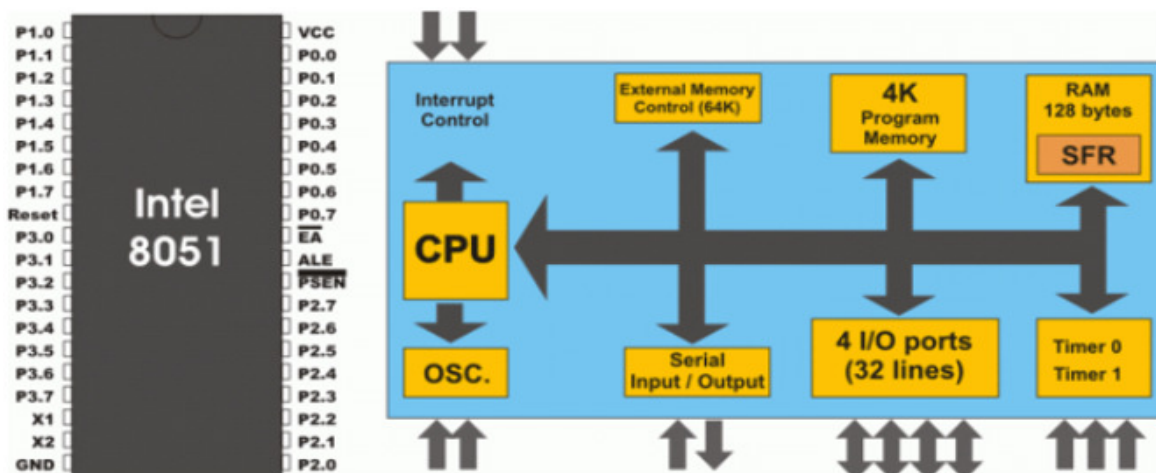 P1.0
P1.1
P1.2
P1.3
P1.4
P1.5
P1.6
P1.7
Reset
P3.0
P3.1
P3.2
P3.3
P3.4
P3.5
P3.6
P3.7
X1
X2
GND
Intel
8051
VCC
P0.0
P0.1
P0.2
P0.3
P0.4
P0.5
P0.6
P0.7
EA
ALE
PSEN
P2.7
P2.6
P2.5
P2.4
P2.3
P2.2
P2.1
P2.0
Interrupt
Control
External Memory
Control (64K)
4K
Program
Memory
RAM
128 bytes
SFR
CPU
OSC.
Serial
Input / Output
4 I/O ports
(32 lines)
Timer 0
Timer 1